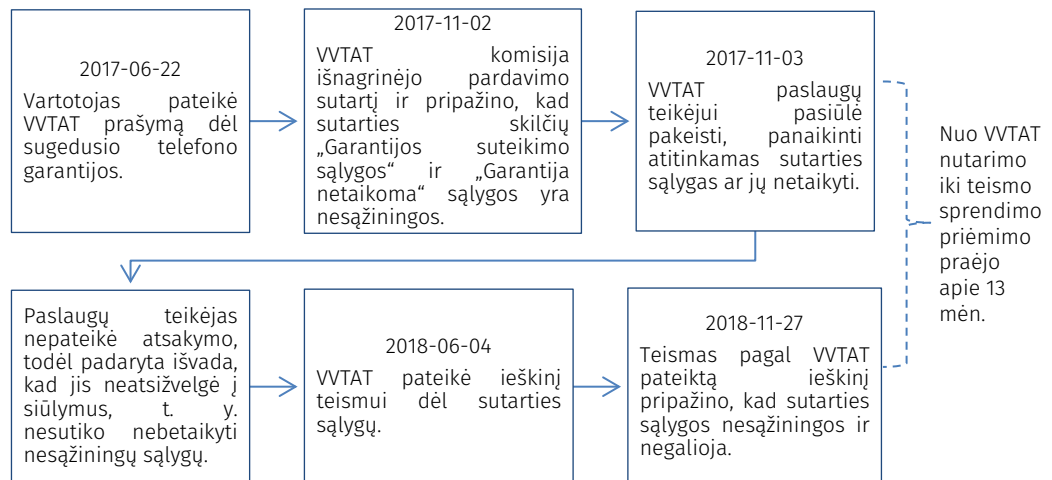 2017-06-22
Vartotojas pateikė
VVTAT prašymą dėl
sugedusio telefono
garantijos.
2017-11-02
VVTAT komisija
išnagrinėjo pardavimo
sutartį ir pripažino, kad
sutarties skilčių
„Garantijos suteikimo
sąlygos“ ir „Garantija
netaikoma“ sąlygos yra
nesąžiningos.
2017-11-03
VVTAT paslaugų
teikėjui pasiūlė
pakeisti, panaikinti
atitinkamas sutarties
sąlygas ar jų netaikyti.
Paslaugų teikėjas
nepateikė atsakymo,
todėl padaryta išvada,
kad jis neatsižvelgė į
siūlymus, t. y.
nesutiko nebetaikyti
nesąžiningų sąlygų.
2018-06-04
VVTAT pateikė ieškinį
teismui dėl sutarties
sąlygų.
2018-11-27
Teismas pagal VVTAT
pateiktą ieškinį
pripažino, kad sutarties
sąlygos nesąžiningos ir
negalioja.
Nuo VVTAT
nutarimo
iki teismo
sprendimo
priėmimo
praėjo
apie 13
mėn.